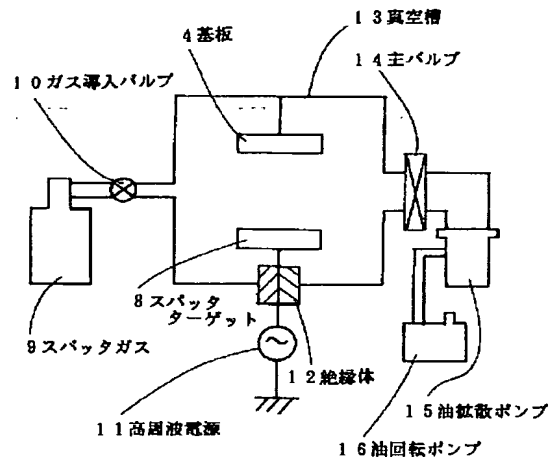 13真空槽
4基板
14主バルブ
10ガス導入バルブ
8スパッタ
ターゲット
9スパッタガス
12絶縁体
11高周波電源
15油拡散ポンプ
16油回転ポンプ